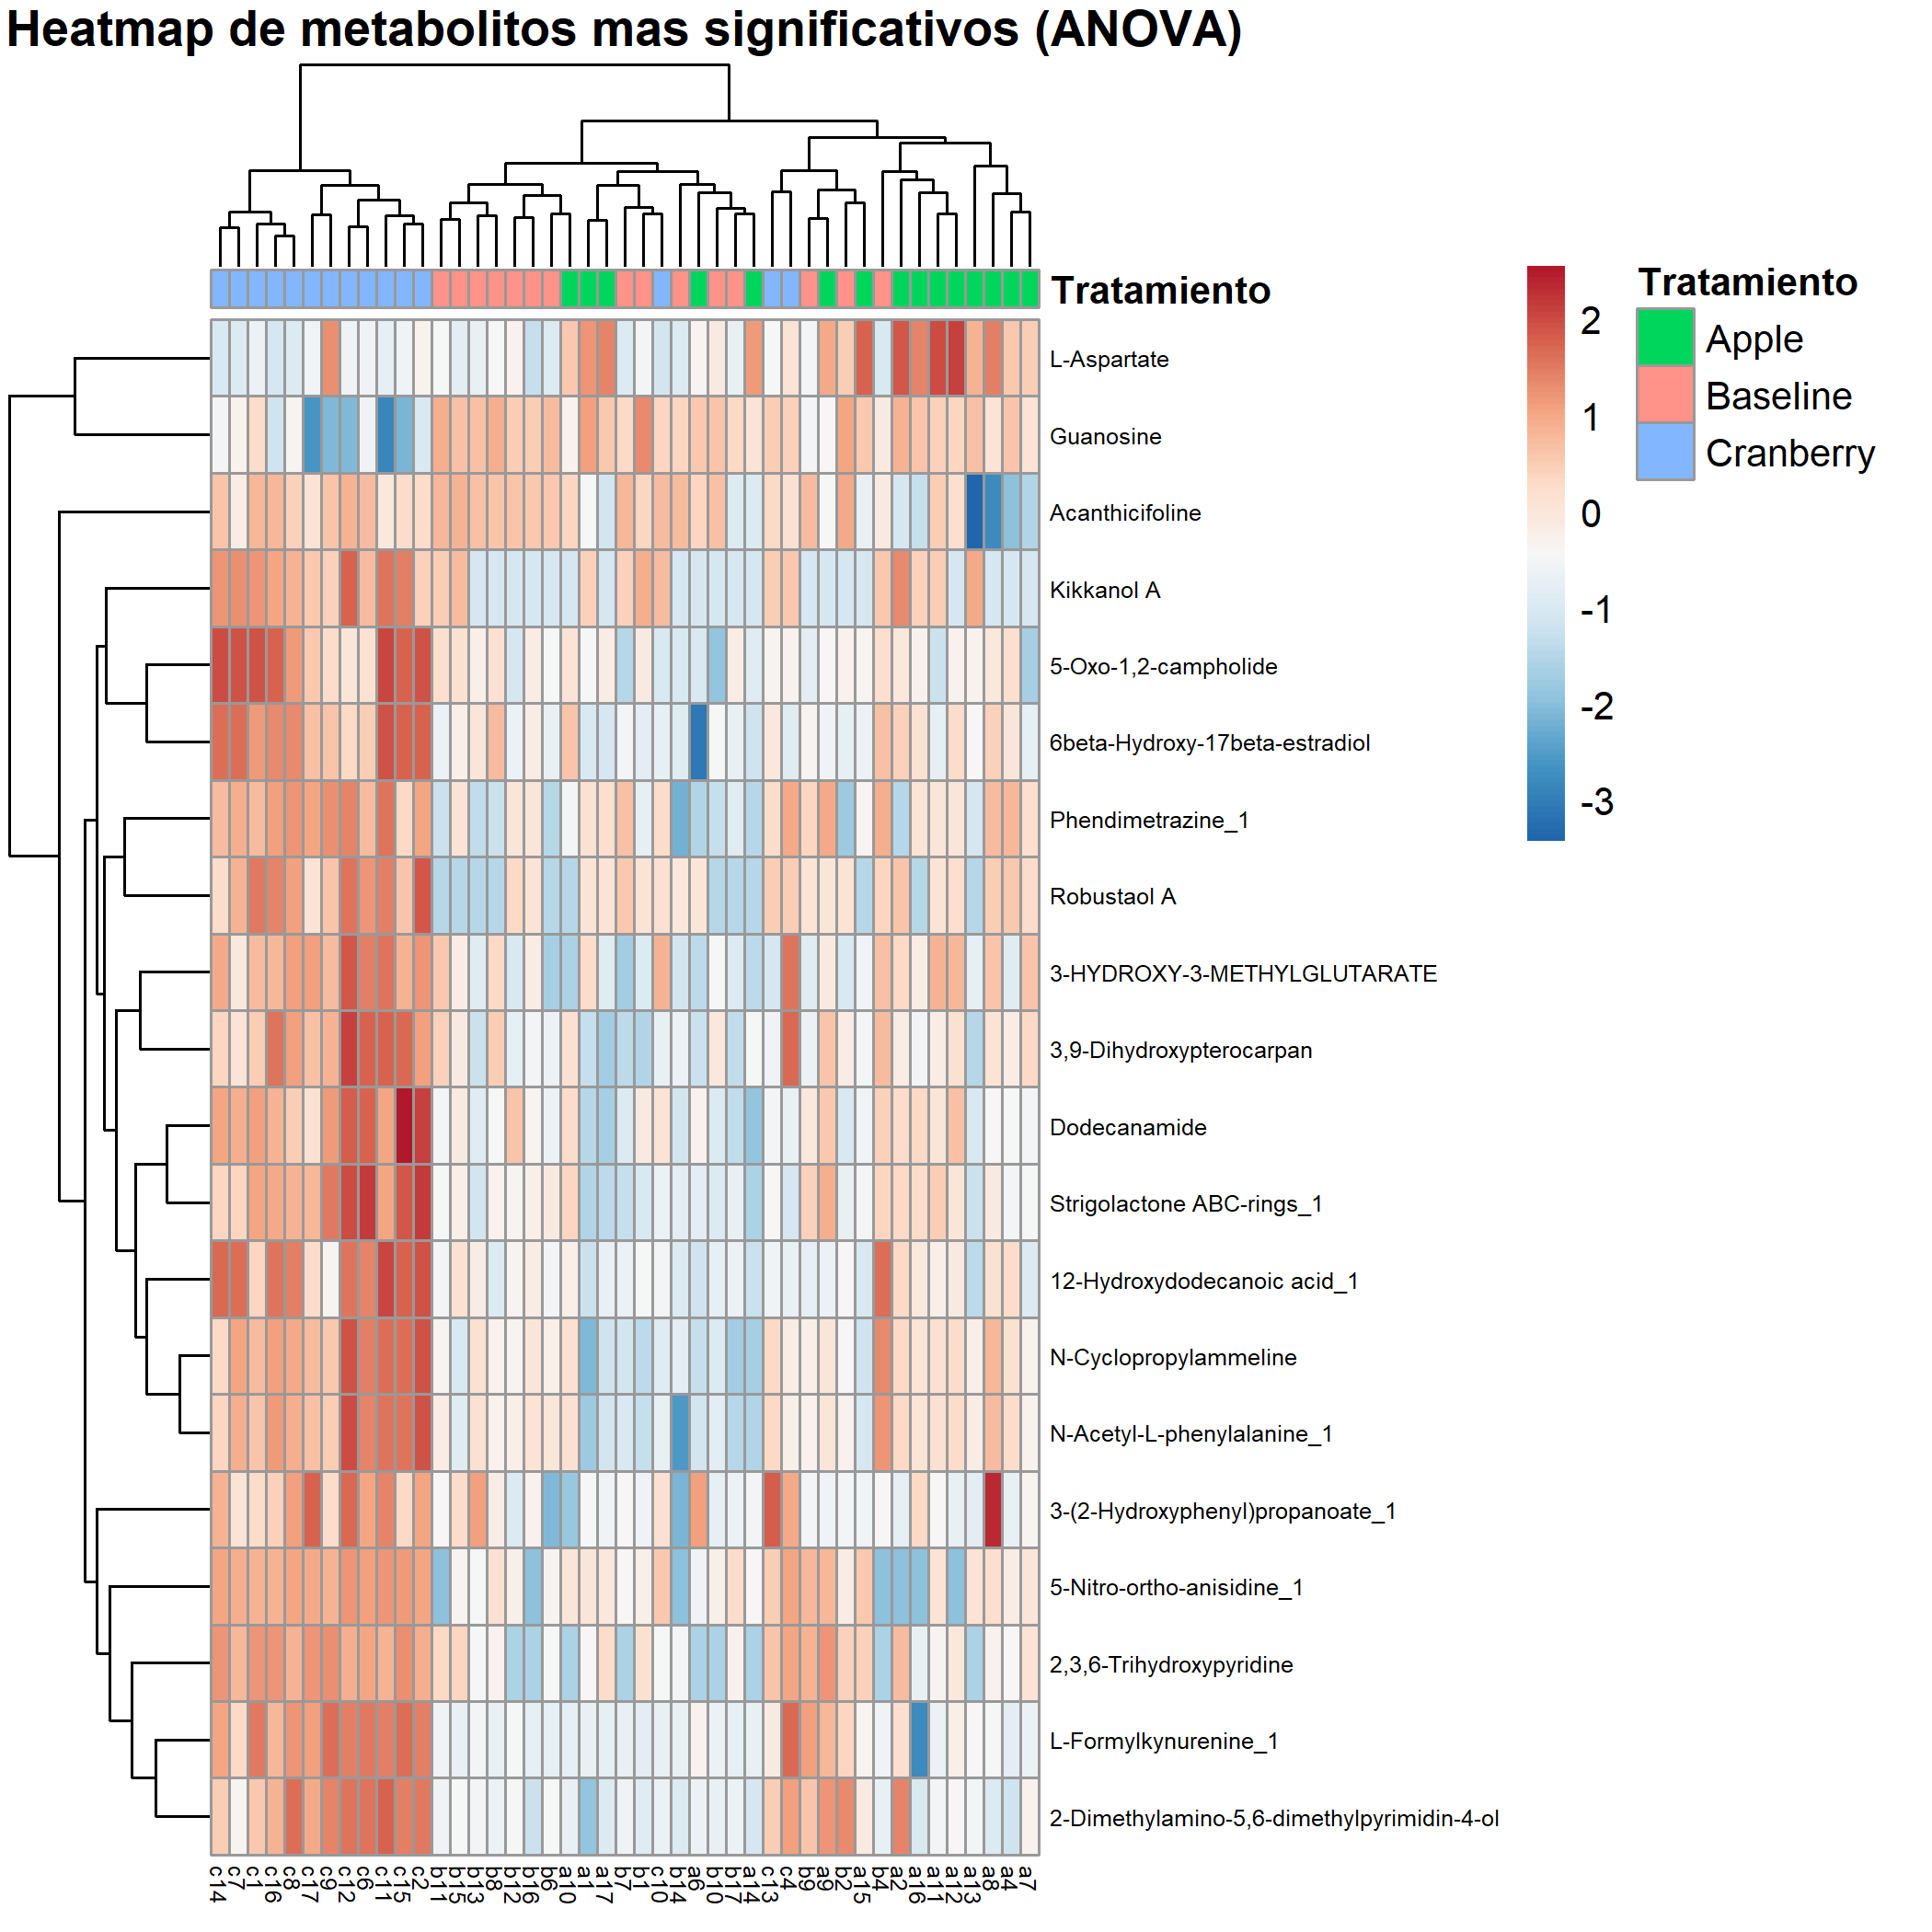 Heatmap de metabolitos mas significativos (ANOVA)
Tratamiento
2
1
0
-1
-2
-3
Tratamiento
Apple
Baseline
Cranberry
L-Aspartate
Guanosine
Acanthicifoline
Kikkanol A
5-Oxo-1,2-campholide
6beta-Hydroxy-17beta-estradiol
Phendimetrazine_1
Robustaol A
3-HYDROXY-3-METHYLGLUTARATE
3,9-Dihydroxypterocarpan
Dodecanamide
Strigolactone ABC-rings_1
12-Hydroxydodecanoic acid_1
N-Cyclopropylammeline
N-Acetyl-L-phenylalanine_1
3-(2-Hydroxyphenyl)propanoate_1
5-Nitro-ortho-anisidine_1
2,3,6-Trihydroxypyridine
L-Formylkynurenine_1
2-Dimethylamino-5,6-dimethylpyrimidin-4-ol
c14
c7
c1
c16
c8
c17
c9
c12
c6
c11
c15
c2
b11
b15
b13
b8
b12
b16
b6
a10
a1
a17
b7
b1
c10
b14
a6
b10
b17
a14
c13
c4
b9
a9
b2
a15
b4
a2
a16
a11
a12
a13
a8
a4
a7